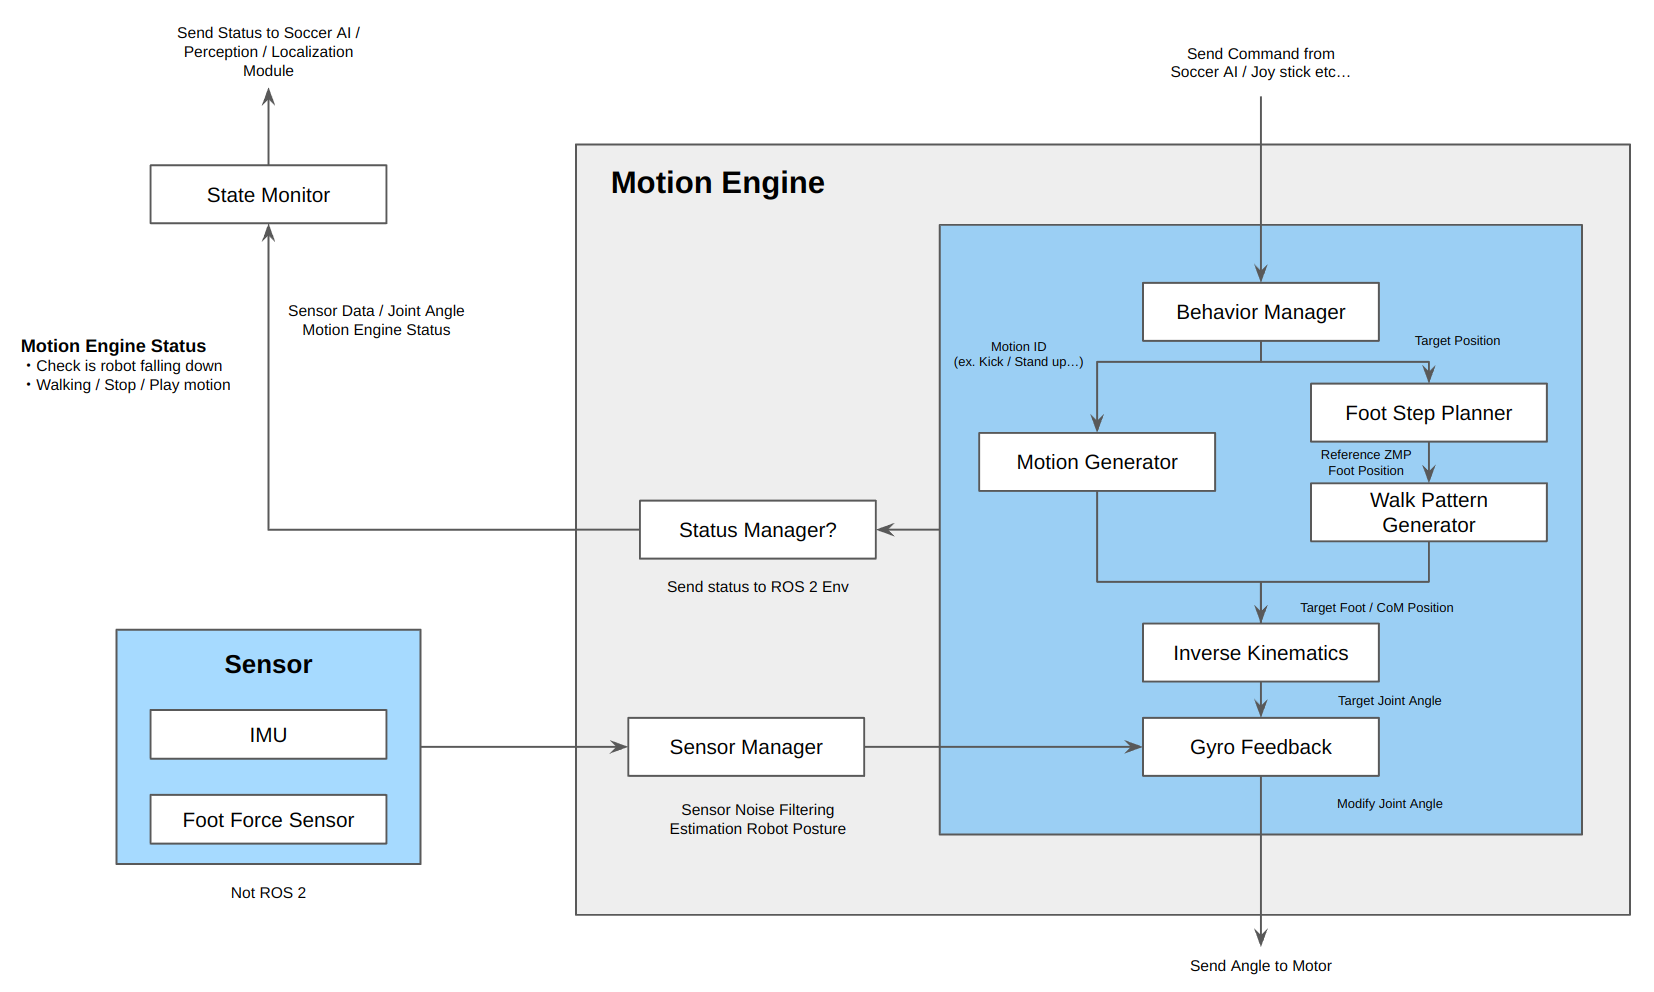 Send Status to Soccer AI /
Perception / Localization
Module
Send Command from
Soccer AI / Joy stick etc…
State Monitor
Motion Engine
Sensor Data / Joint Angle
Motion Engine Status
Motion Engine Status
・Check is robot falling down
・Walking / Stop / Play motion
Behavior Manager
Motion ID
(ex. Kick / Stand up…)
Target Position
Foot Step Planner
Motion Generator
Reference ZMP
Foot Position
Walk Pattern
Generator
Status Manager?
Send status to ROS 2 Env
Target Foot / CoM Position
Inverse Kinematics
Target Joint Angle
Sensor
IMU
Foot Force Sensor
Not ROS 2
Sensor Manager
Sensor Noise Filtering
Estimation Robot Posture
Gyro Feedback
Modify Joint Angle
Send Angle to Motor